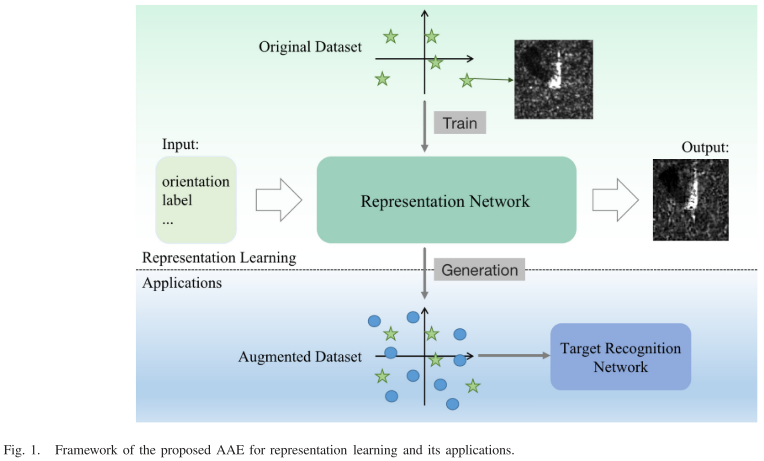 Original Dataset
Train
Input:
orientation
label
...
Representation Network
Output:
Representation Learning
Generation
Applications
Augmented Dataset
Target Recognition
Network
Fig. 1. Framework of the proposed AAE for representation learning and its applications.